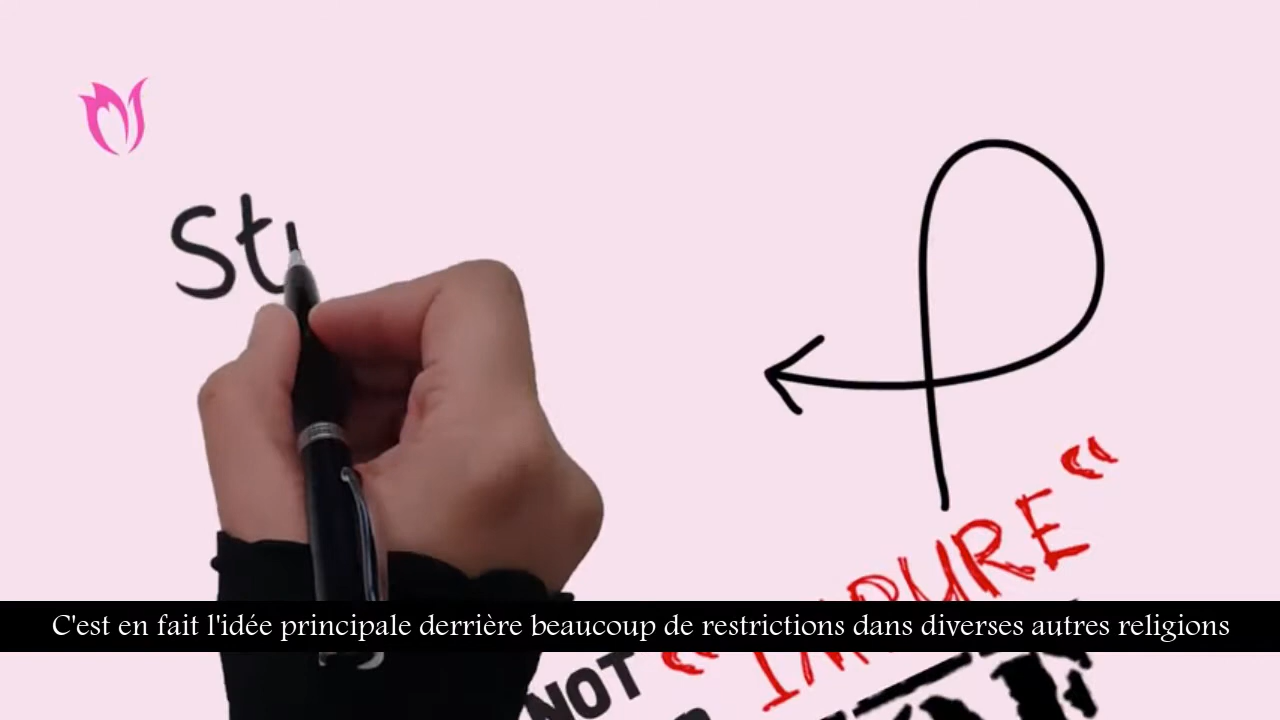 St
"IMPURE"
C'est en fait l'idée principale derrière beaucoup de restrictions dans diverses autres religions
NOT